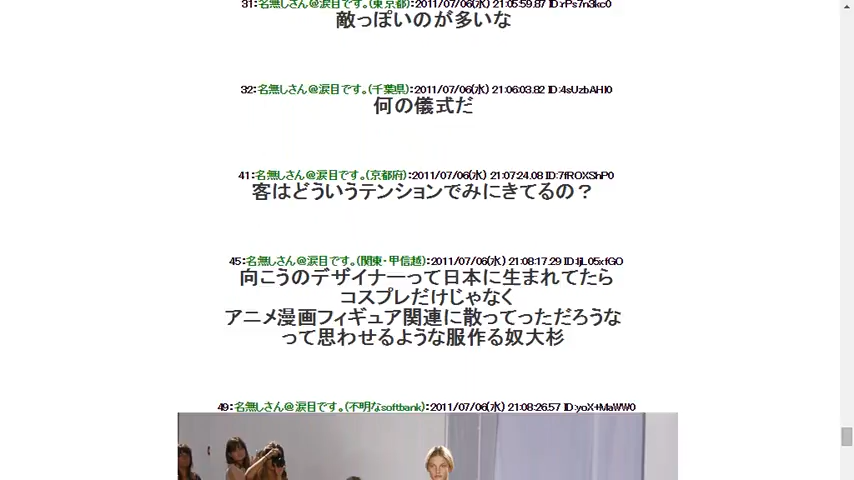 31：名無しさん＠涙目です。(東京都)：2011/07/06(水) 21:05:59.87 ID:rPs7n3kc0
敵っぽいのが多いな
32：名無しさん＠涙目です。(千葉県)：2011/07/06(水) 21:06:03.82 ID:4sUzbAHl0
何の儀式だ
41：名無しさん＠涙目です。(京都府)：2011/07/06(水) 21:07:24.08 ID:7fROXShP0
客はどういうテンションでみにきてるの？
45：名無しさん＠涙目です。(関東・甲信越)：2011/07/06(水) 21:08:17.29 ID:ljL05xfGO
向こうのデザイナーって日本に生まれてたら
コスプレだけじゃなく
アニメ漫画フィギュア関連に散ってっただろうな
って思わせるような服作る奴大杉
49：名無しさん＠涙目です。(不明なsoftbank)：2011/07/06(水) 21:08:26.57 ID:yoX+MaWW0